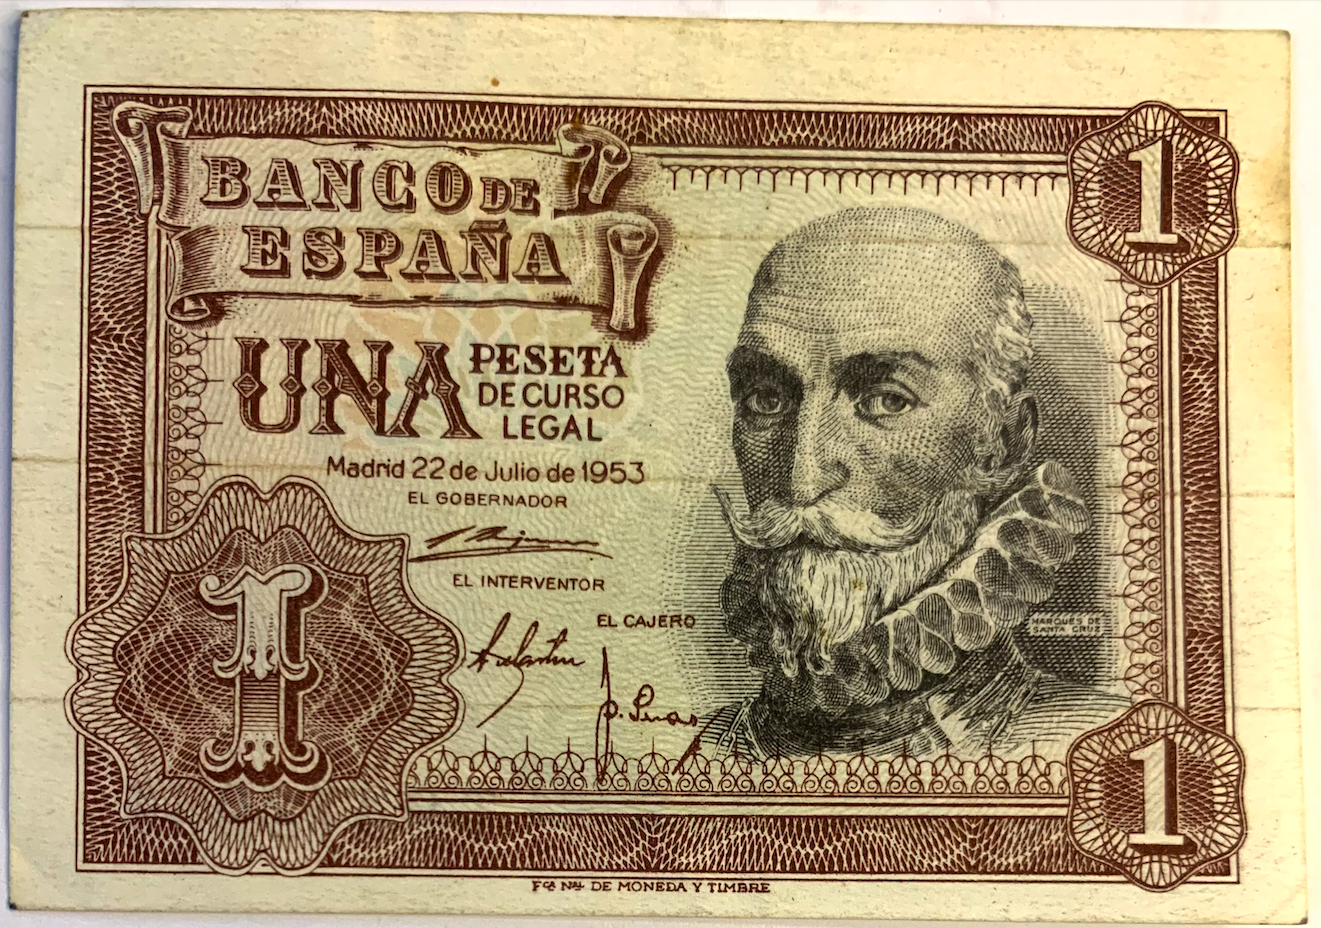 BANCO DE
ESPAÑA
UNA PESETA
DE CURSO
LEGAL
Madrid 22 de Julio de 1953
EL GOBERNADOR
EL INTERVENTOR
EL CAJERO
MARQUÉS DE
SANTA CRUZ
1
1
1
Fca. Nal. DE MONEDA Y TIMBRE